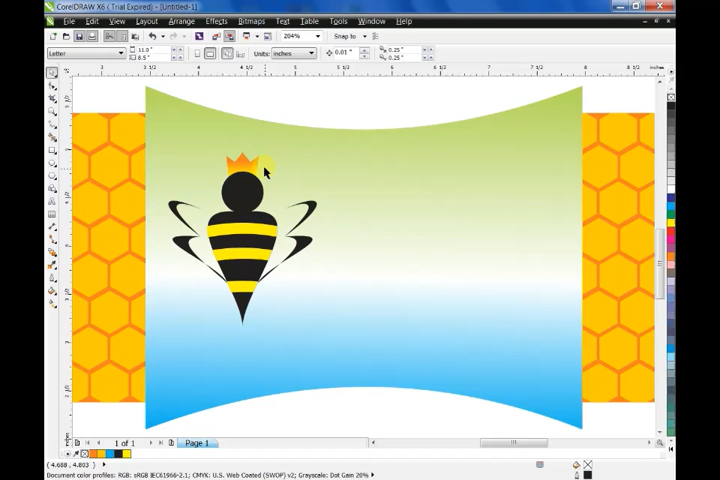 CorelDRAW X6 ( Trial Expired) - [Untitled-1]
File Edit View Layout Arrange Effects Bitmaps Text Table Tools Window Help
204% Snap to
Letter 11.0" 8.5" Units: inches 0.01 " 0.25" 0.25"
inches
1 of 1 Page 1
(4.688, 4.803)
Document color profiles: RGB: sRGB IEC61966-2.1; CMYK: U.S. Web Coated (SWOP) v2; Grayscale: Dot Gain 20%